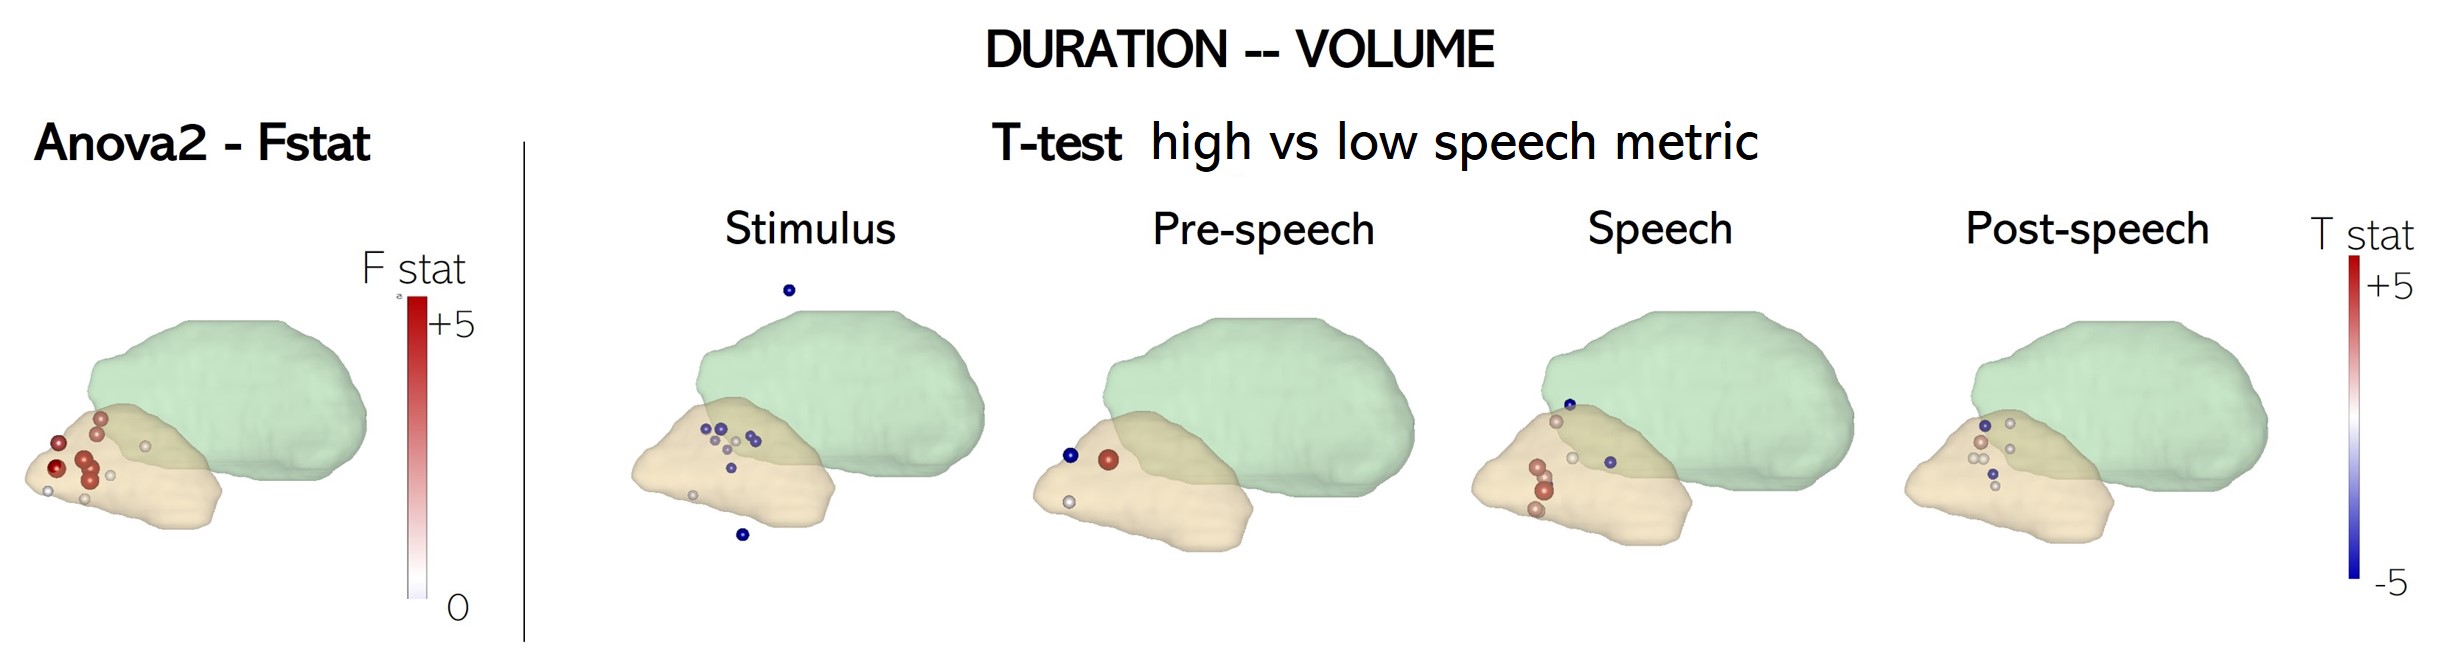 DURATION -- VOLUME
Anova2 - Fstat
T-test high vs low speech metric
Stimulus
Pre-speech
Speech
Post-speech
T stat
+5
-5
F stat
+5
0